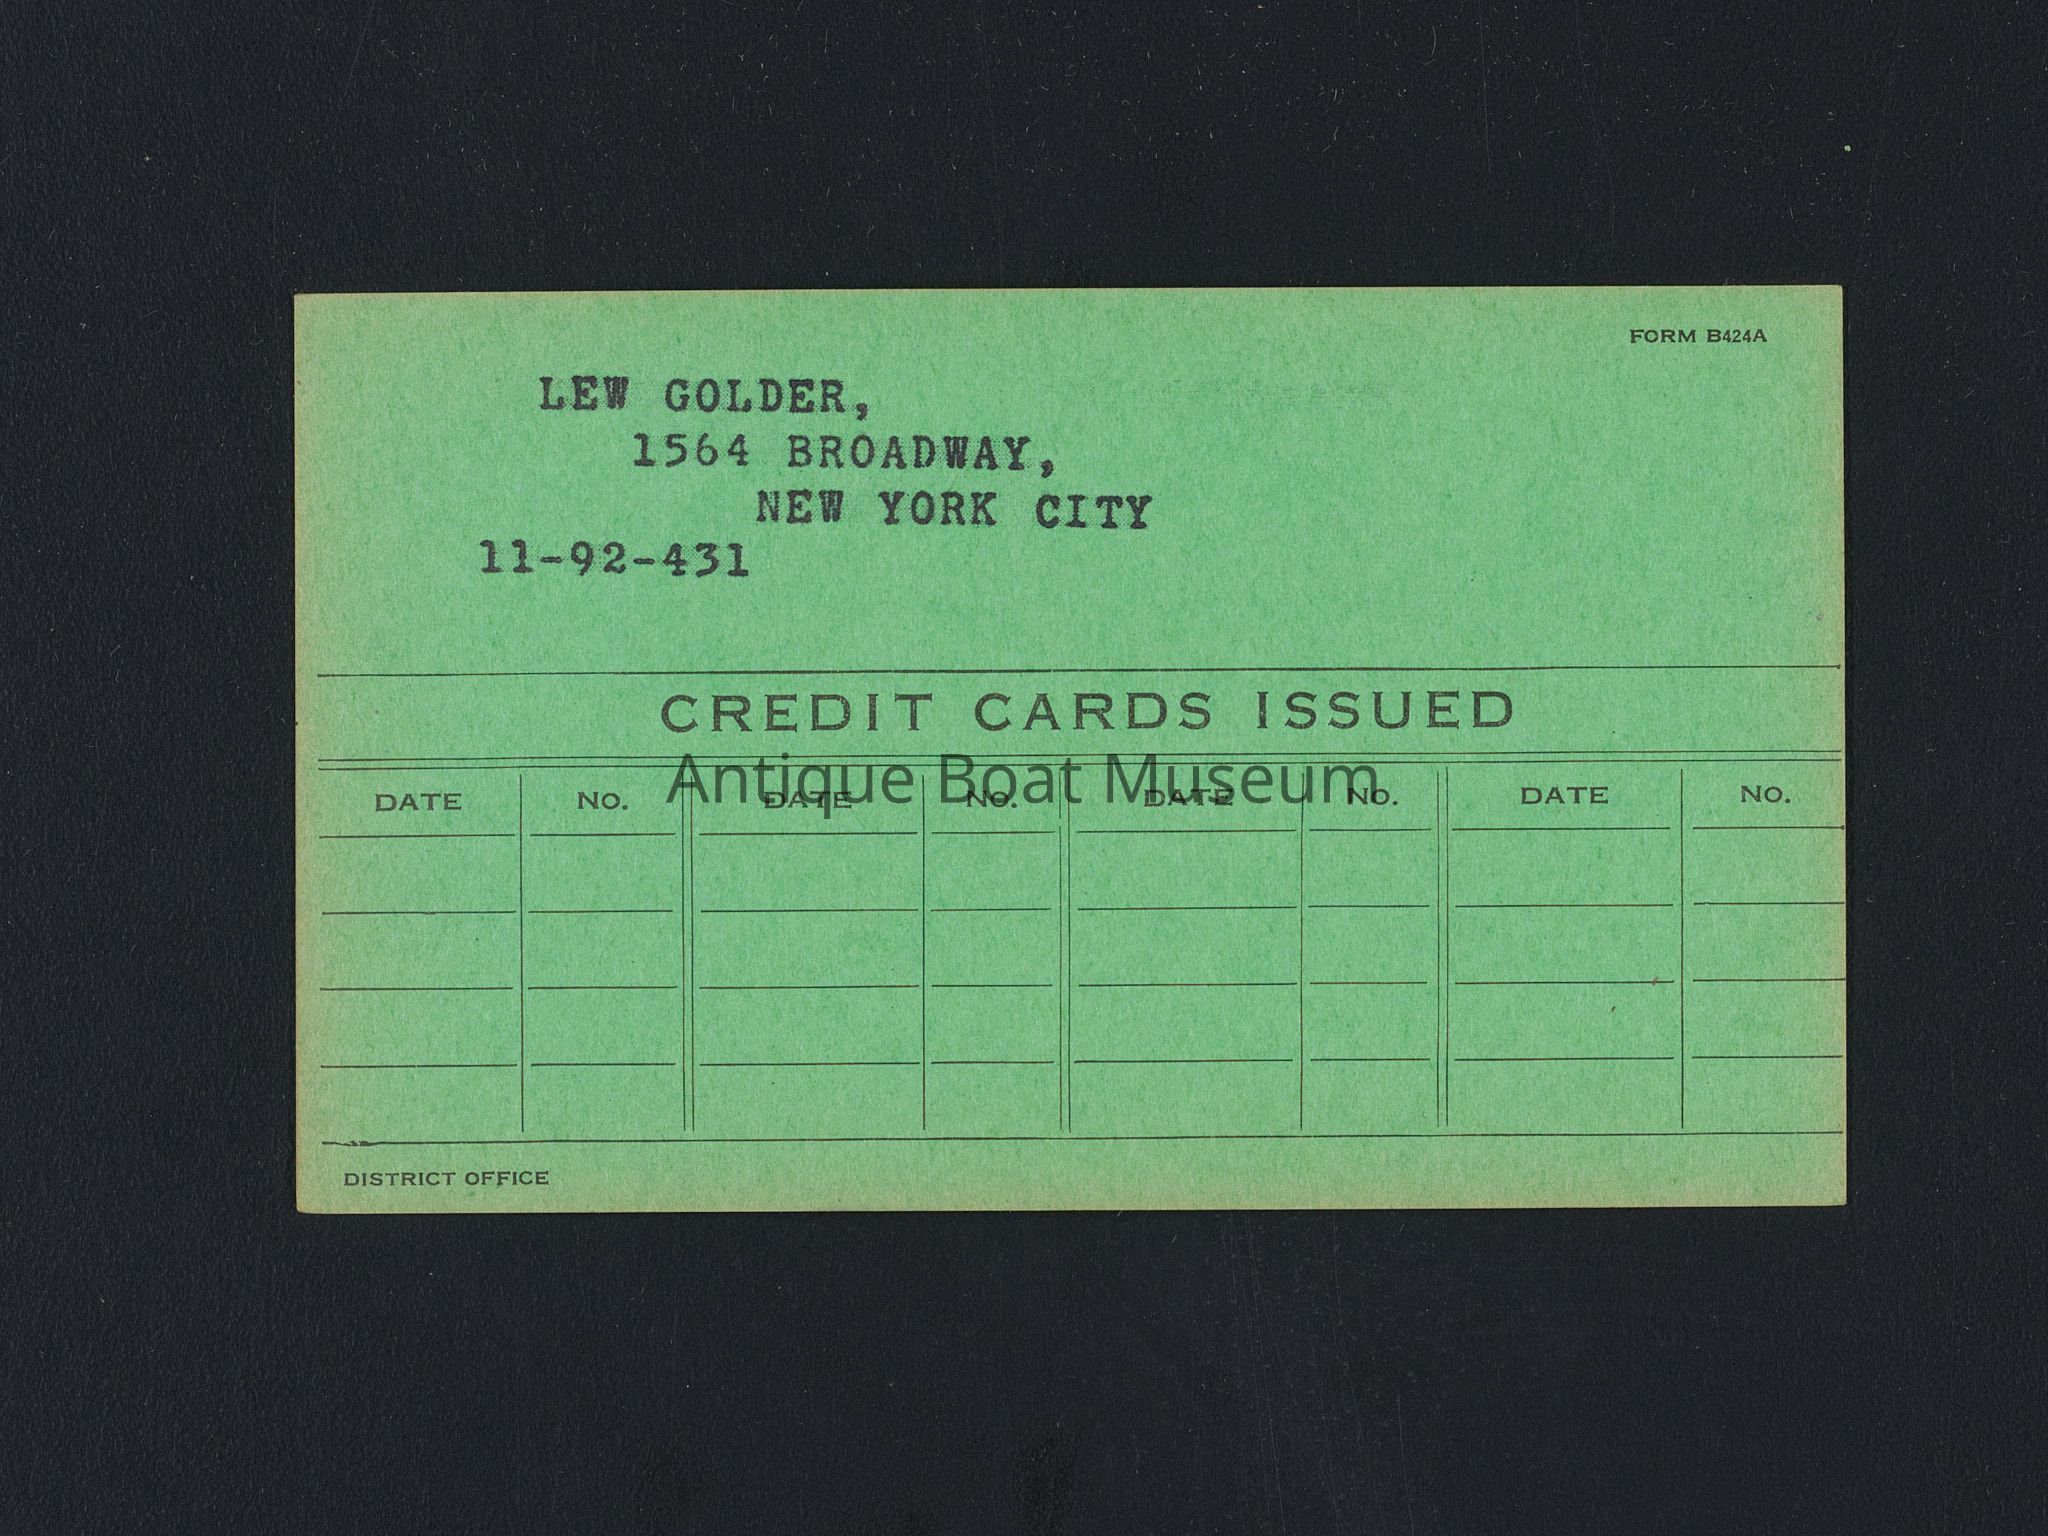 FORM B424A
LEW GOLDER,
1564 BROADWAY,
NEW YORK CITY
11-92-431
CREDIT CARDS ISSUED
Antique Boat Museum
DATE NO. DATE NO. DATE NO. DATE NO.
DISTRICT OFFICE